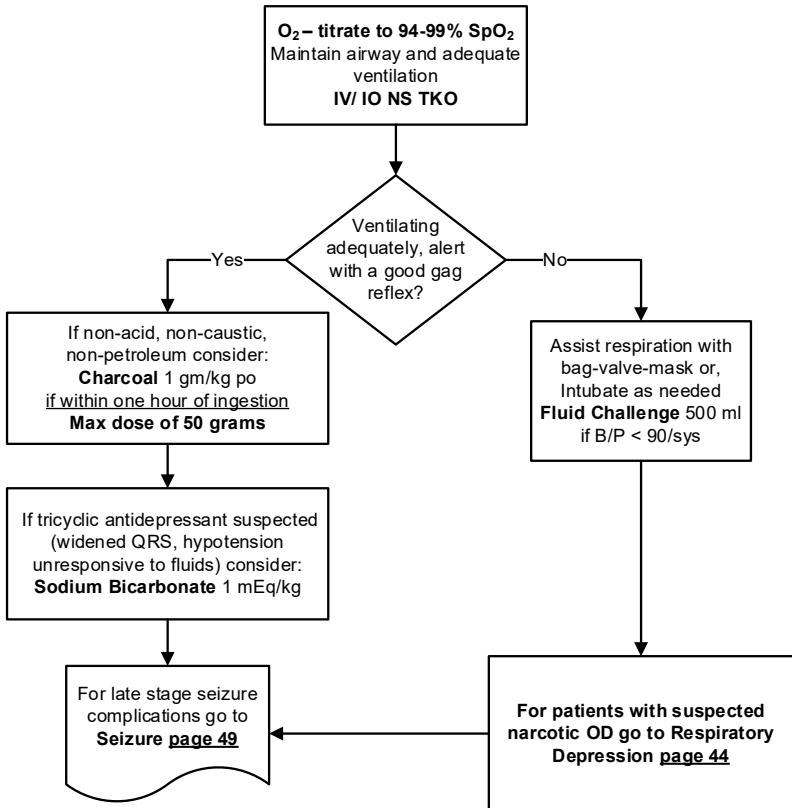 O₂ – titrate to 94-99% SpO₂
Maintain airway and adequate
ventilation
IV/ IO NS TKO
Ventilating
adequately, alert
with a good gag
reflex?
Yes
No
If non-acid, non-caustic,
non-petroleum consider:
Charcoal 1 gm/kg po
if within one hour of ingestion
Max dose of 50 grams
Assist respiration with
bag-valve-mask or,
Intubate as needed
Fluid Challenge 500 ml
if B/P < 90/sys
If tricyclic antidepressant suspected
(widened QRS, hypotension
unresponsive to fluids) consider:
Sodium Bicarbonate 1 mEq/kg
For late stage seizure
complications go to
Seizure page 49
For patients with suspected
narcotic OD go to Respiratory
Depression page 44